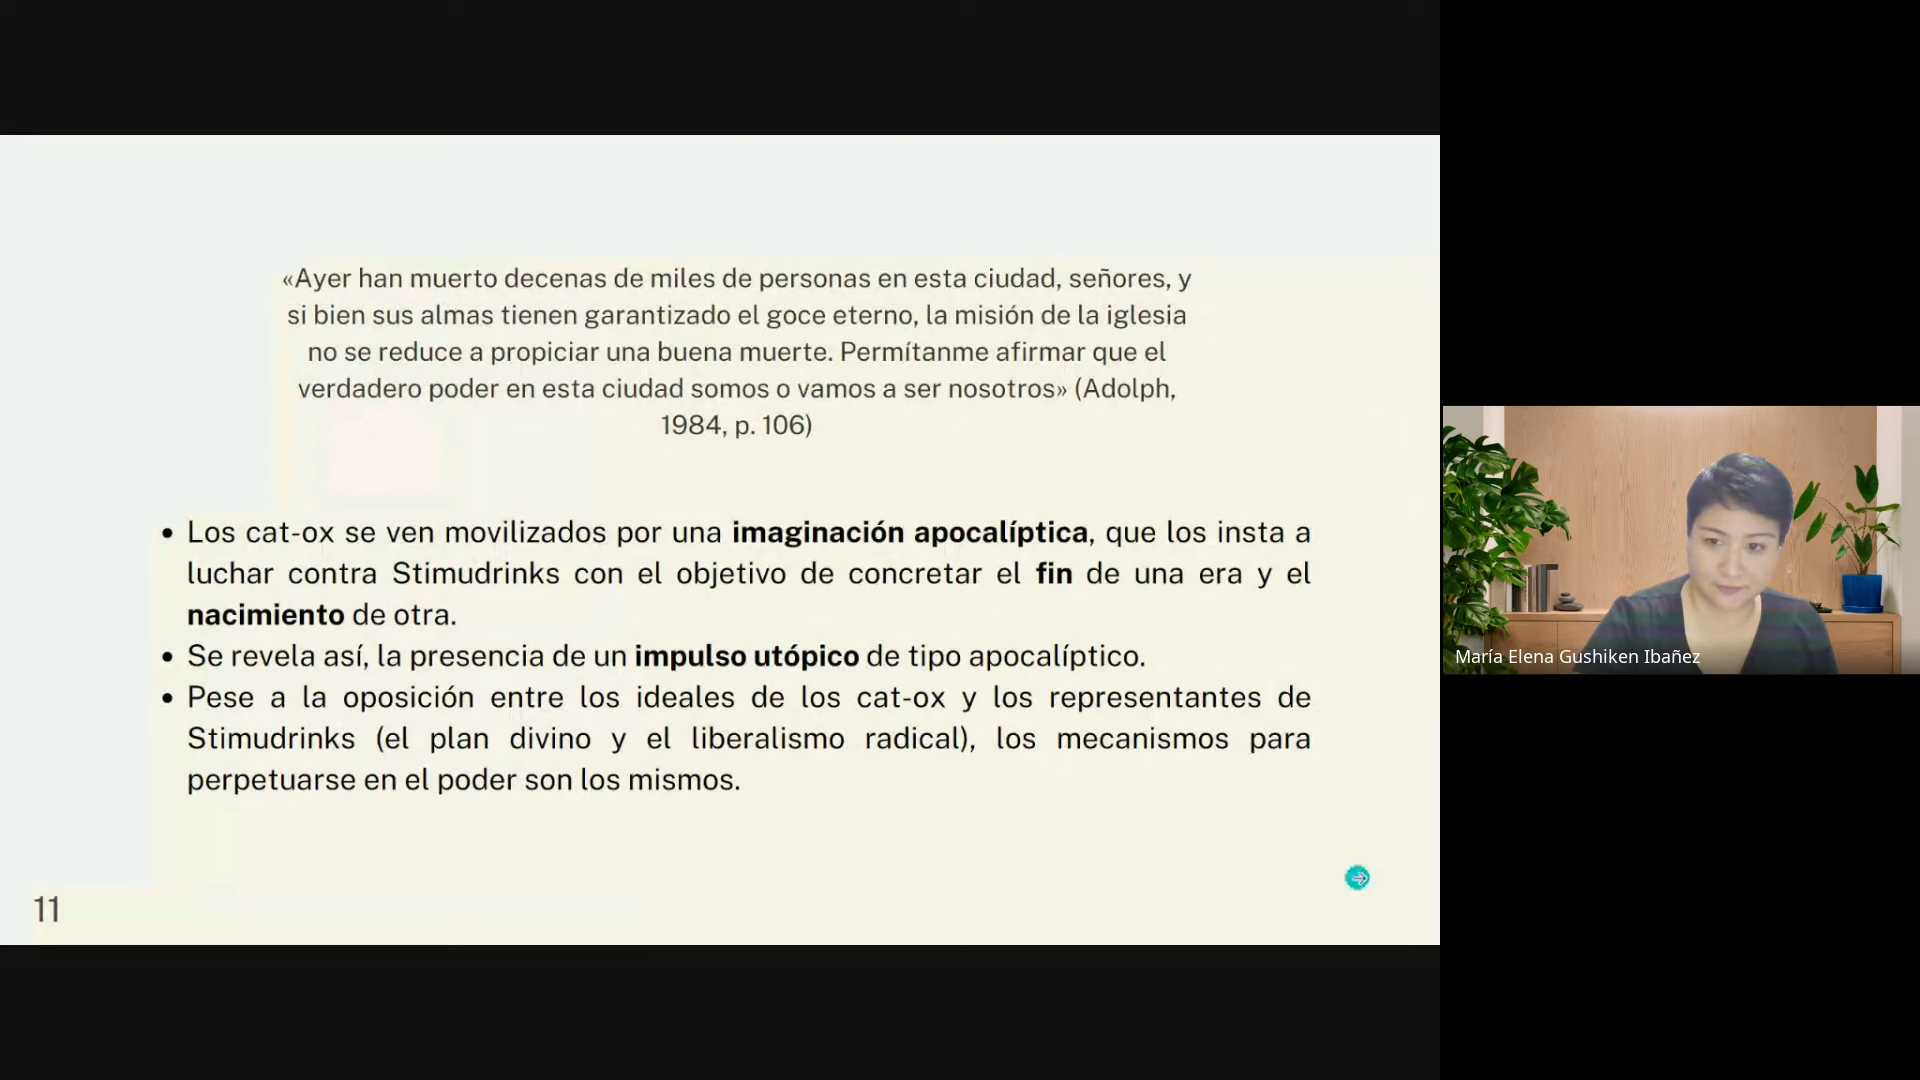 «Ayer han muerto decenas de miles de personas en esta ciudad, señores, y
si bien sus almas tienen garantizado el goce eterno, la misión de la iglesia
no se reduce a propiciar una buena muerte. Permítanme afirmar que el
verdadero poder en esta ciudad somos o vamos a ser nosotros» (Adolph,
1984, p. 106)
• Los cat-ox se ven movilizados por una imaginación apocalíptica, que los insta a
luchar contra Stimudrinks con el objetivo de concretar el fin de una era y el
nacimiento de otra.
• Se revela así, la presencia de un impulso utópico de tipo apocalíptico.
• Pese a la oposición entre los ideales de los cat-ox y los representantes de
Stimudrinks (el plan divino y el liberalismo radical), los mecanismos para
perpetuarse en el poder son los mismos.
11
María Elena Gushiken Ibañez